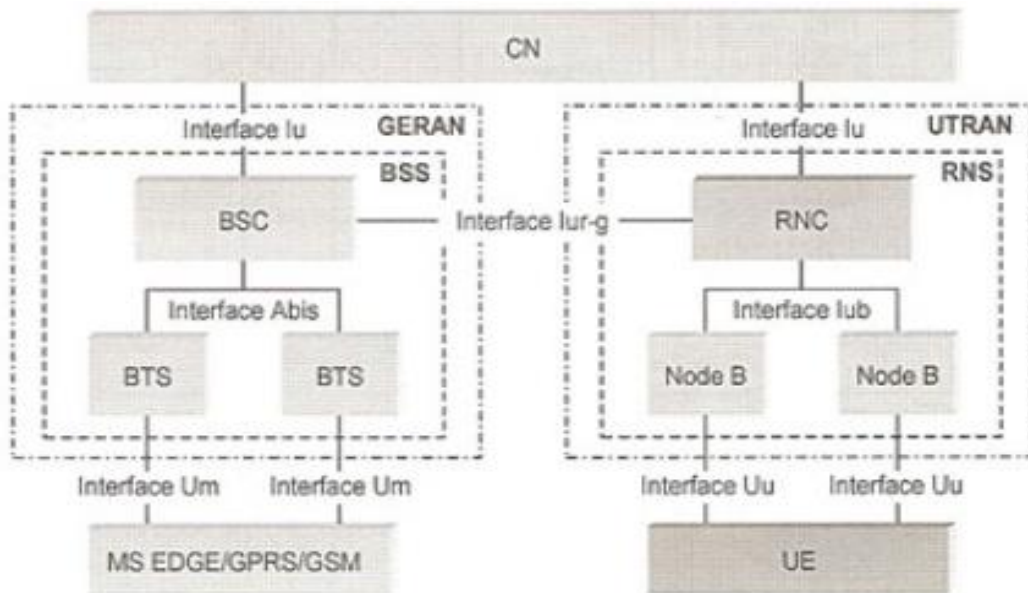 CN
Interface Iu
GERAN
Interface Iu
UTRAN
BSS
RNS
BSC
Interface Iur-g
RNC
Interface Abis
Interface Iub
BTS
BTS
Node B
Node B
Interface Um
Interface Um
Interface Uu
Interface Uu
MS EDGE/GPRS/GSM
UE